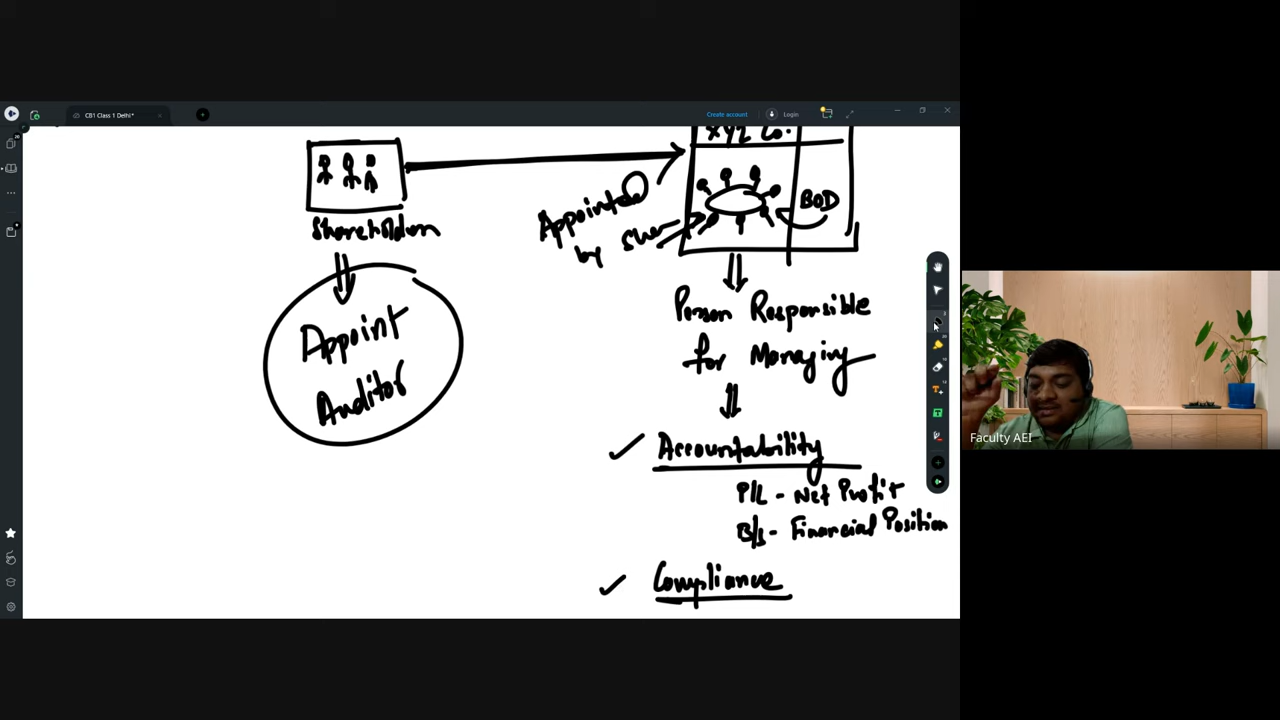 CB1 Class 1 Delhi*
Create account
Login
XYZ Co.
BOD
Appointed
by Share
Shareholders
Appoint
Auditor
Person Responsible
for Managing
Accountability
P/L - Net Profit
B/S - Financial Position
Compliance
Faculty AEI